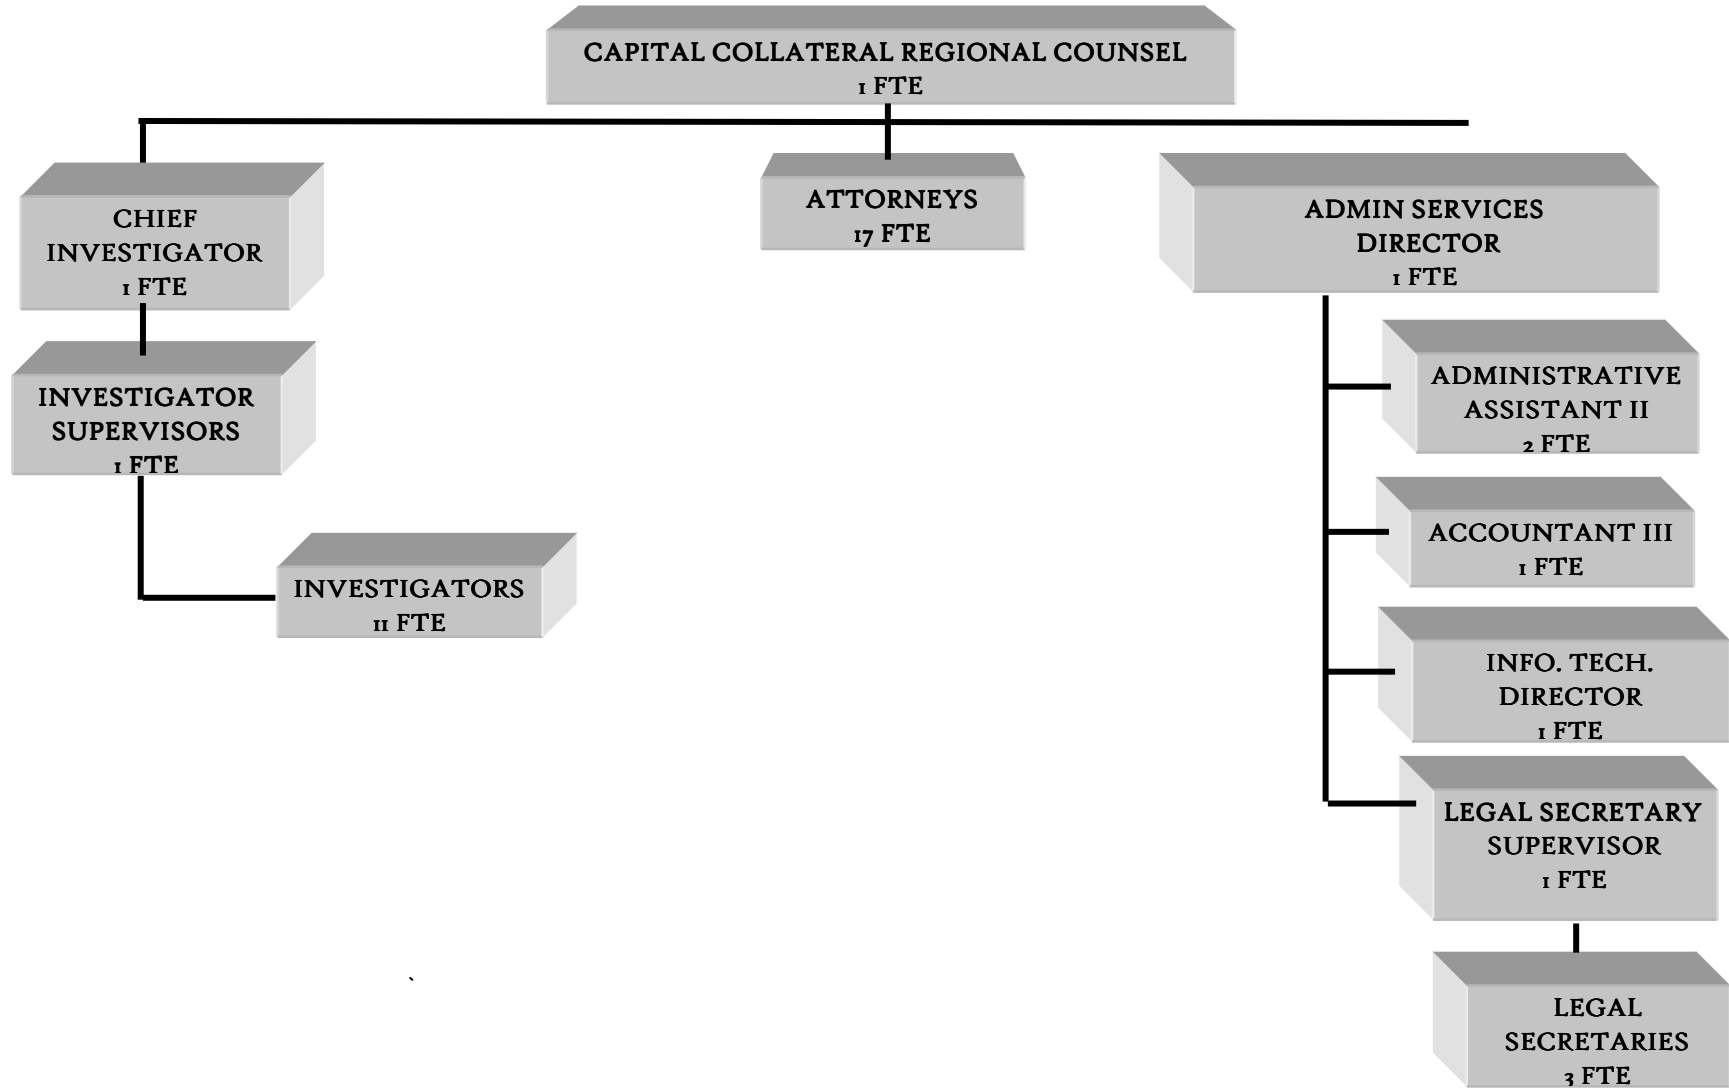 CAPITAL COLLATERAL REGIONAL COUNSEL
1 FTE
CHIEF
INVESTIGATOR
1 FTE
ATTORNEYS
17 FTE
ADMIN SERVICES
DIRECTOR
1 FTE
INVESTIGATOR
SUPERVISORS
1 FTE
INVESTIGATORS
11 FTE
ADMINISTRATIVE
ASSISTANT II
2 FTE
ACCOUNTANT III
1 FTE
INFO. TECH.
DIRECTOR
1 FTE
LEGAL SECRETARY
SUPERVISOR
1 FTE
LEGAL
SECRETARIES
3 FTE
`